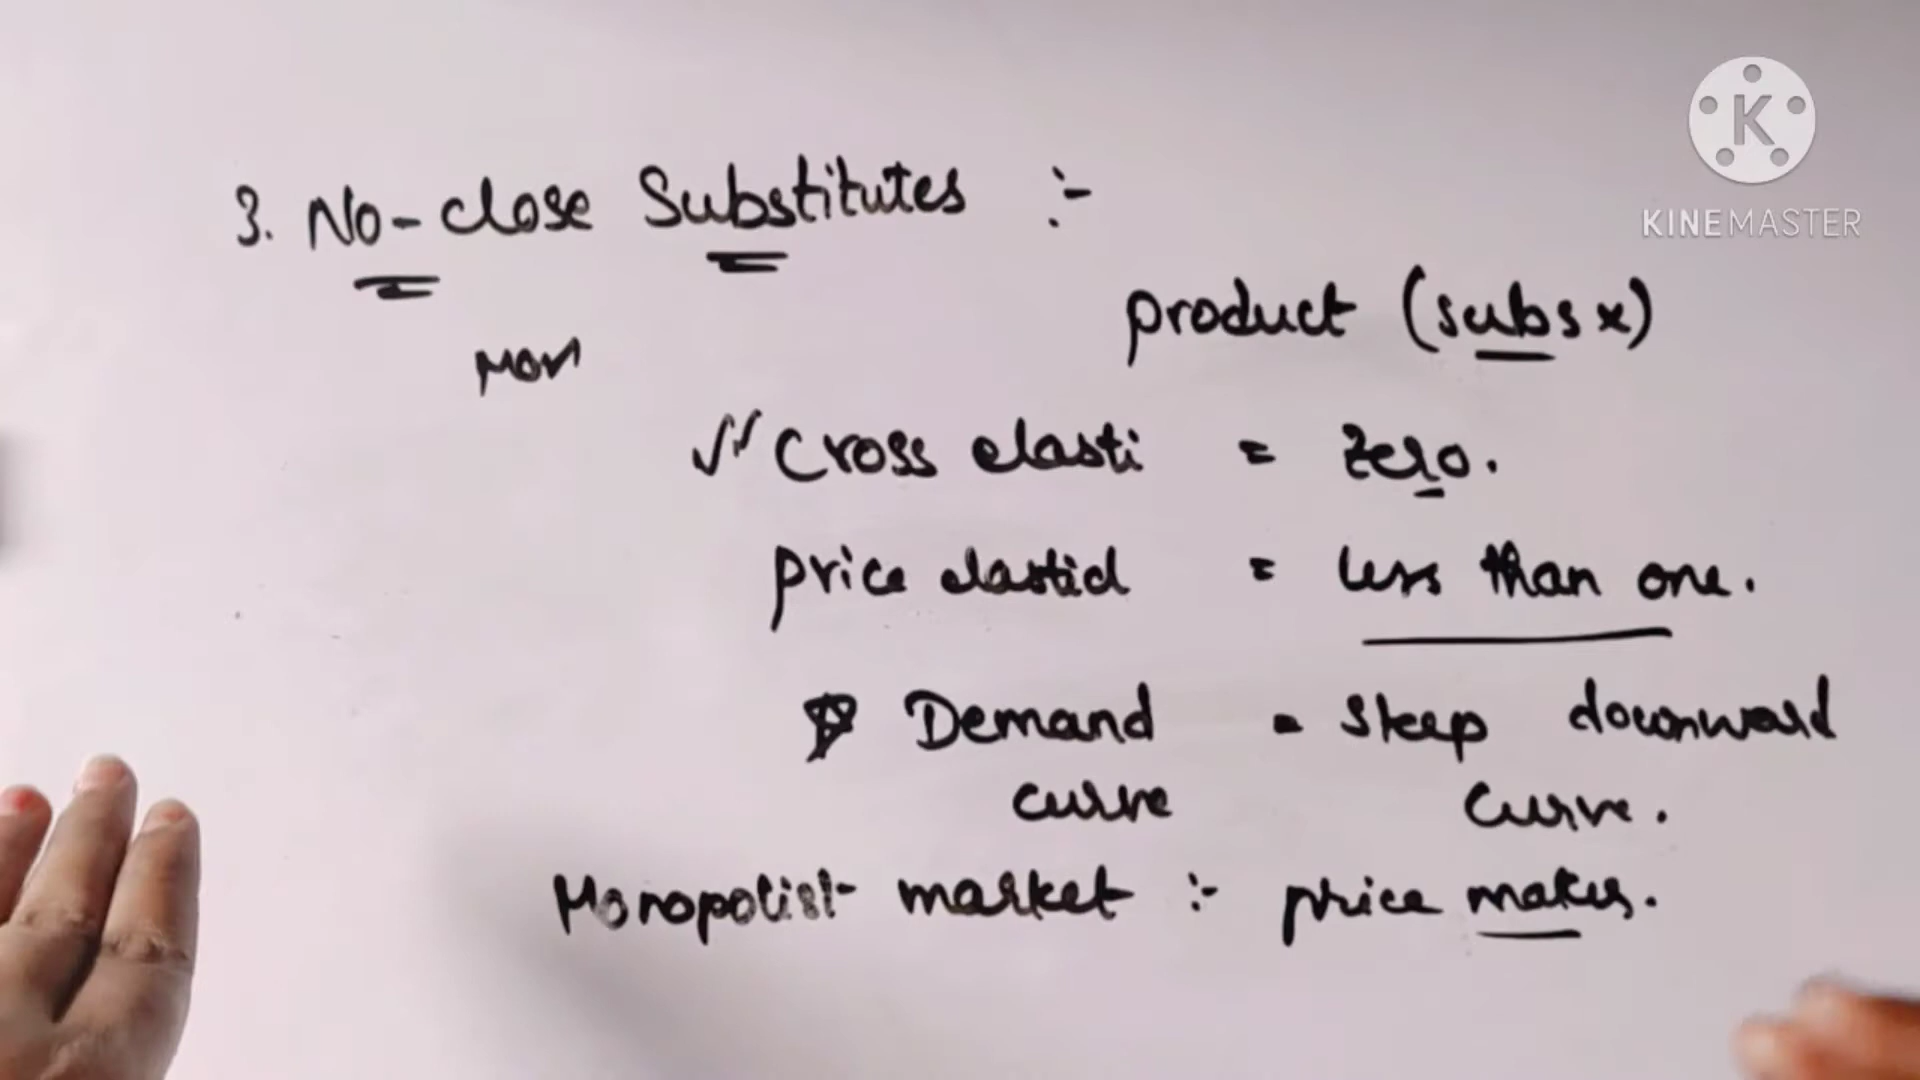 K
KINEMASTER
3. No-close Substitutes :-
product (subs x)
Mon
Cross elasti = Zero.
price elastici = less than one.
Demand = Steep downward
curve curve.
Monopolist market :- price maker.